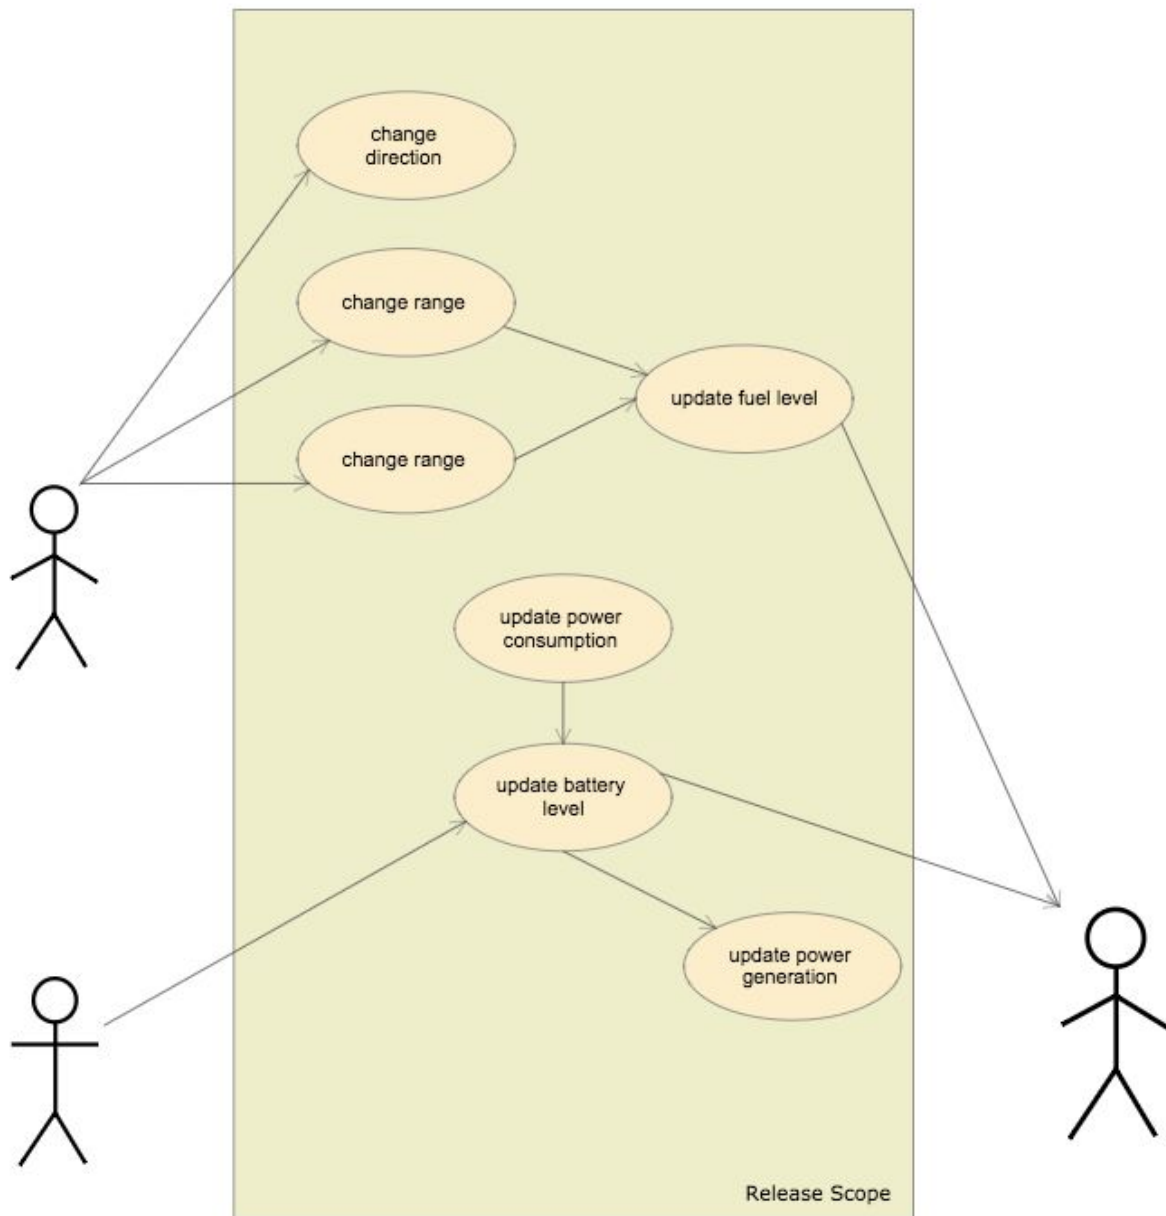 change
direction
change range
update fuel level
change range
update power
consumption
update battery
level
update power
generation
Release Scope